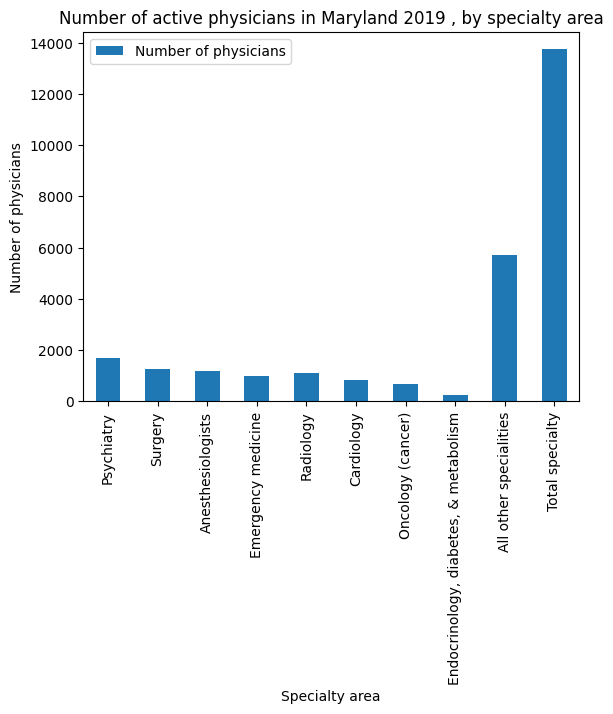 Number of active physicians in Maryland 2019 , by specialty area
Number of physicians
Number of physicians
14000
12000
10000
8000
6000
4000
2000
0
Psychiatry
Surgery
Anesthesiologists
Emergency medicine
Radiology
Cardiology
Oncology (cancer)
Endocrinology, diabetes, & metabolism
All other specialities
Total specialty
Specialty area